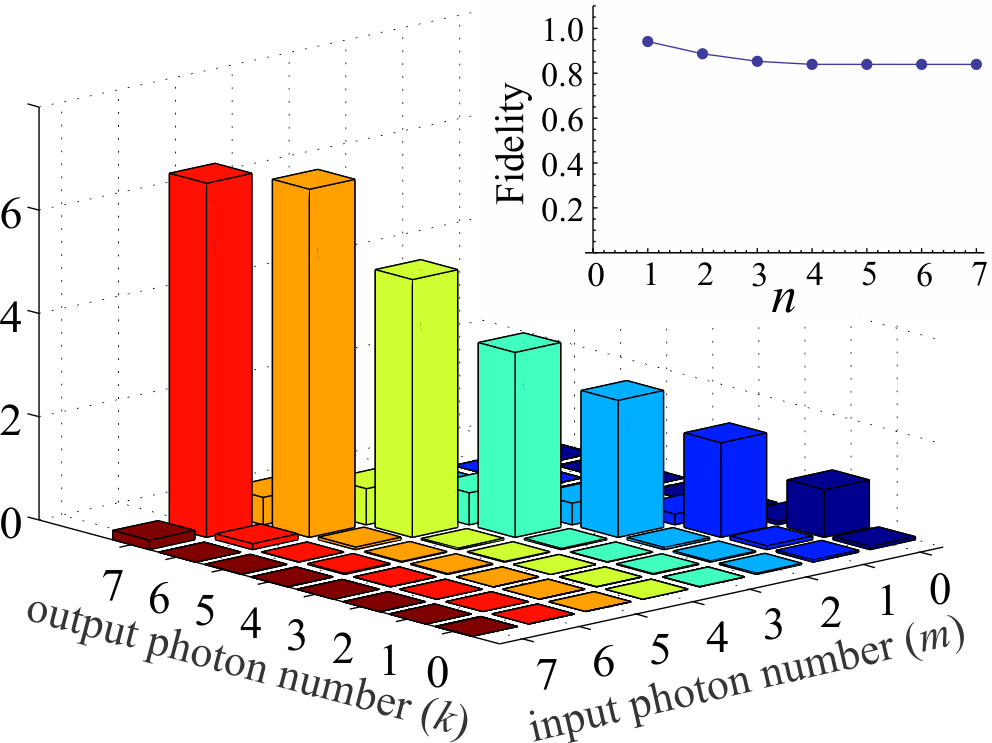 1.0
0.8
0.6
0.4
0.2
Fidelity
0 1 2 3 4 5 6 7
n
6
4
2
0
7 6 5 4 3 2 1 0
output photon number (k)
7 6 5 4 3 2 1 0
input photon number (m)